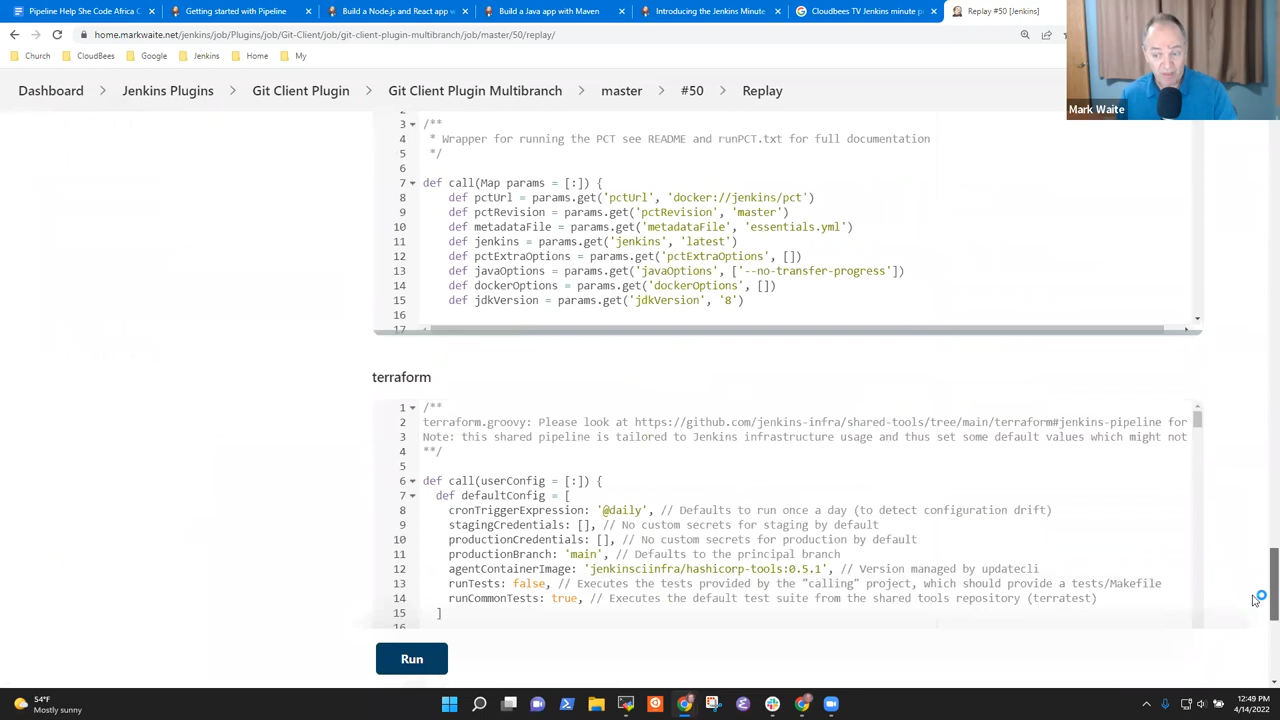 Pipeline Help She Code Africa C
Getting started with Pipeline
Build a Node.js and React app w
Build a Java app with Maven
Introducing the Jenkins Minute
Cloudbees TV Jenkins minute p
Replay #50 [Jenkins]
home.markwaite.net/jenkins/job/Plugins/job/Git-Client/job/git-client-plugin-multibranch/job/master/50/replay/
Church
CloudBees
Google
Jenkins
Home
My
Mark Waite
Dashboard
Jenkins Plugins
Git Client Plugin
Git Client Plugin Multibranch
master
#50
Replay
3 /**
4 * Wrapper for running the PCT see README and runPCT.txt for full documentation
5 */
6
7 def call(Map params = [:]) {
8 def pctUrl = params.get('pctUrl', 'docker://jenkins/pct')
9 def pctRevision = params.get('pctRevision', 'master')
10 def metadataFile = params.get('metadataFile', 'essentials.yml')
11 def jenkins = params.get('jenkins', 'latest')
12 def pctExtraOptions = params.get('pctExtraOptions', [])
13 def javaOptions = params.get('javaOptions', ['--no-transfer-progress'])
14 def dockerOptions = params.get('dockerOptions', [])
15 def jdkVersion = params.get('jdkVersion', '8')
16
17
terraform
1 /**
2 terraform.groovy: Please look at https://github.com/jenkins-infra/shared-tools/tree/main/terraform#jenkins-pipeline for
3 Note: this shared pipeline is tailored to Jenkins infrastructure usage and thus set some default values which might not
4 **/
5
6 def call(userConfig = [:]) {
7 def defaultConfig = [
8 cronTriggerExpression: '@daily', // Defaults to run once a day (to detect configuration drift)
9 stagingCredentials: [], // No custom secrets for staging by default
10 productionCredentials: [], // No custom secrets for production by default
11 productionBranch: 'main', // Defaults to the principal branch
12 agentContainerImage: 'jenkinsciinfra/hashicorp-tools:0.5.1', // Version managed by updatecli
13 runTests: false, // Executes the tests provided by the "calling" project, which should provide a tests/Makefile
14 runCommonTests: true, // Executes the default test suite from the shared tools repository (terratest)
15 ]
16
Run
54°F
Mostly sunny
12:49 PM
4/14/2022